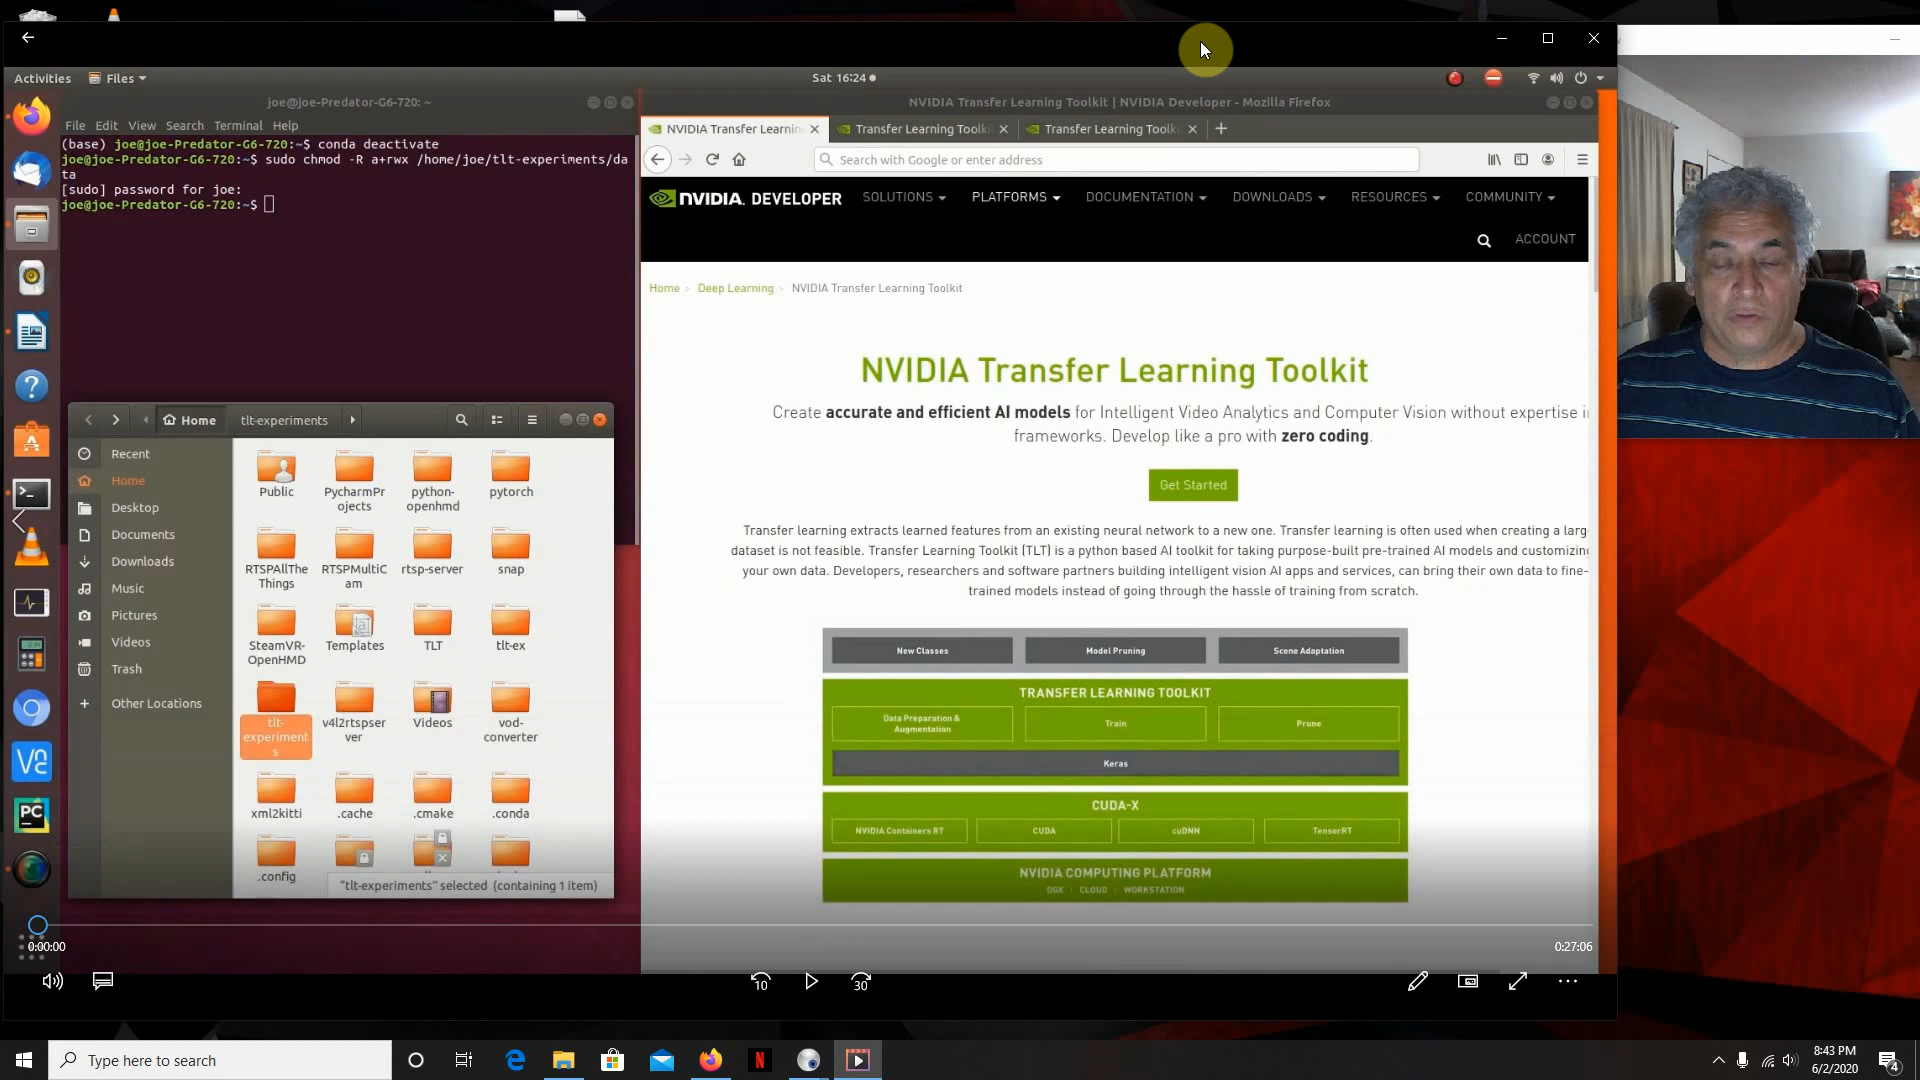 Activities
Files
Sat 16:24
joe@joe-Predator-G6-720: ~
File Edit View Search Terminal Help
(base) joe@joe-Predator-G6-720:~$ conda deactivate
joe@joe-Predator-G6-720:~$ sudo chmod -R a+rwx /home/joe/tlt-experiments/da
ta
[sudo] password for joe:
joe@joe-Predator-G6-720:~$
Home
tlt-experiments
Recent
Home
Desktop
Documents
Downloads
Music
Pictures
Videos
Trash
Other Locations
Public
PycharmPr
ojects
python-
openhmd
pytorch
RTSPAllThe
Things
RTSPMultiC
am
rtsp-server
snap
SteamVR-
OpenHMD
Templates
TLT
tlt-ex
tlt-
experiment
s
v4l2rtspser
ver
Videos
vod-
converter
xml2kitti
.cache
.cmake
.conda
.config
"tlt-experiments" selected (containing 1 item)
NVIDIA Transfer Learning Toolkit | NVIDIA Developer - Mozilla Firefox
NVIDIA Transfer Learnin
Transfer Learning Toolki
Transfer Learning Toolki
Search with Google or enter address
NVIDIA. DEVELOPER
SOLUTIONS PLATFORMS DOCUMENTATION DOWNLOADS RESOURCES COMMUNITY
ACCOUNT
Home > Deep Learning > NVIDIA Transfer Learning Toolkit
NVIDIA Transfer Learning Toolkit
Create accurate and efficient AI models for Intelligent Video Analytics and Computer Vision without expertise i
frameworks. Develop like a pro with zero coding.
Get Started
Transfer learning extracts learned features from an existing neural network to a new one. Transfer learning is often used when creating a larg
dataset is not feasible. Transfer Learning Toolkit (TLT) is a python based AI toolkit for taking purpose-built pre-trained AI models and customizing
your own data. Developers, researchers and software partners building intelligent vision AI apps and services, can bring their own data to fine-
trained models instead of going through the hassle of training from scratch.
New Classes
Model Pruning
Scene Adaptation
TRANSFER LEARNING TOOLKIT
Data Preparation &
Augmentation
Train
Prune
Keras
CUDA-X
NVIDIA Containers RT
CUDA
cuDNN
TensorRT
NVIDIA COMPUTING PLATFORM
DGX | CLOUD | WORKSTATION
0:00:00
0:27:06
10
30
Type here to search
8:43 PM
6/2/2020
4